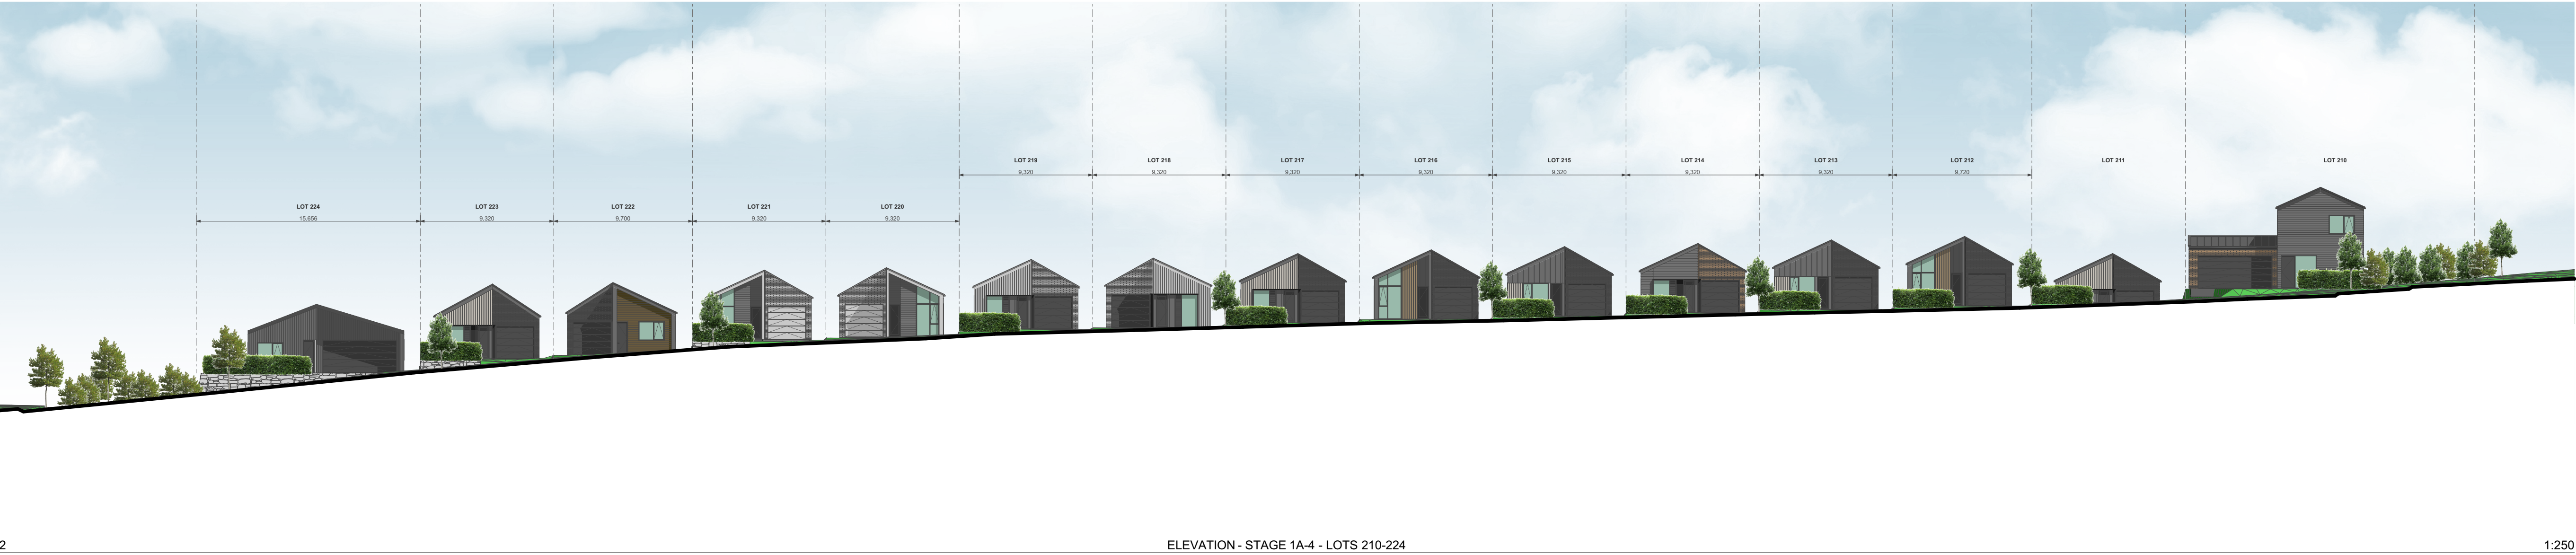 LOT 219
LOT 218
LOT 217
LOT 216
LOT 215
LOT 214
LOT 213
LOT 212
LOT 211
LOT 210
9,320
9,320
9,320
9,320
9,320
9,320
9,320
9,720
LOT 224
LOT 223
LOT 222
LOT 221
LOT 220
15,656
9,320
9,700
9,320
9,320
2
ELEVATION - STAGE 1A-4 - LOTS 210-224
1:250